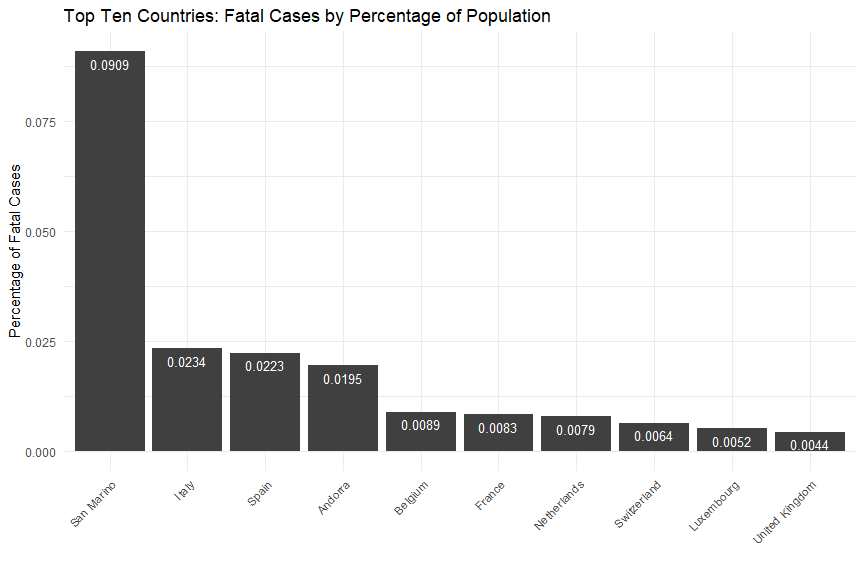 Top Ten Countries: Fatal Cases by Percentage of Population
Percentage of Fatal Cases
0.075
0.050
0.025
0.000
0.0909
0.0234
0.0223
0.0195
0.0089
0.0083
0.0079
0.0064
0.0052
0.0044
San Marino
Italy
Spain
Andorra
Belgium
France
Netherlands
Switzerland
Luxembourg
United Kingdom